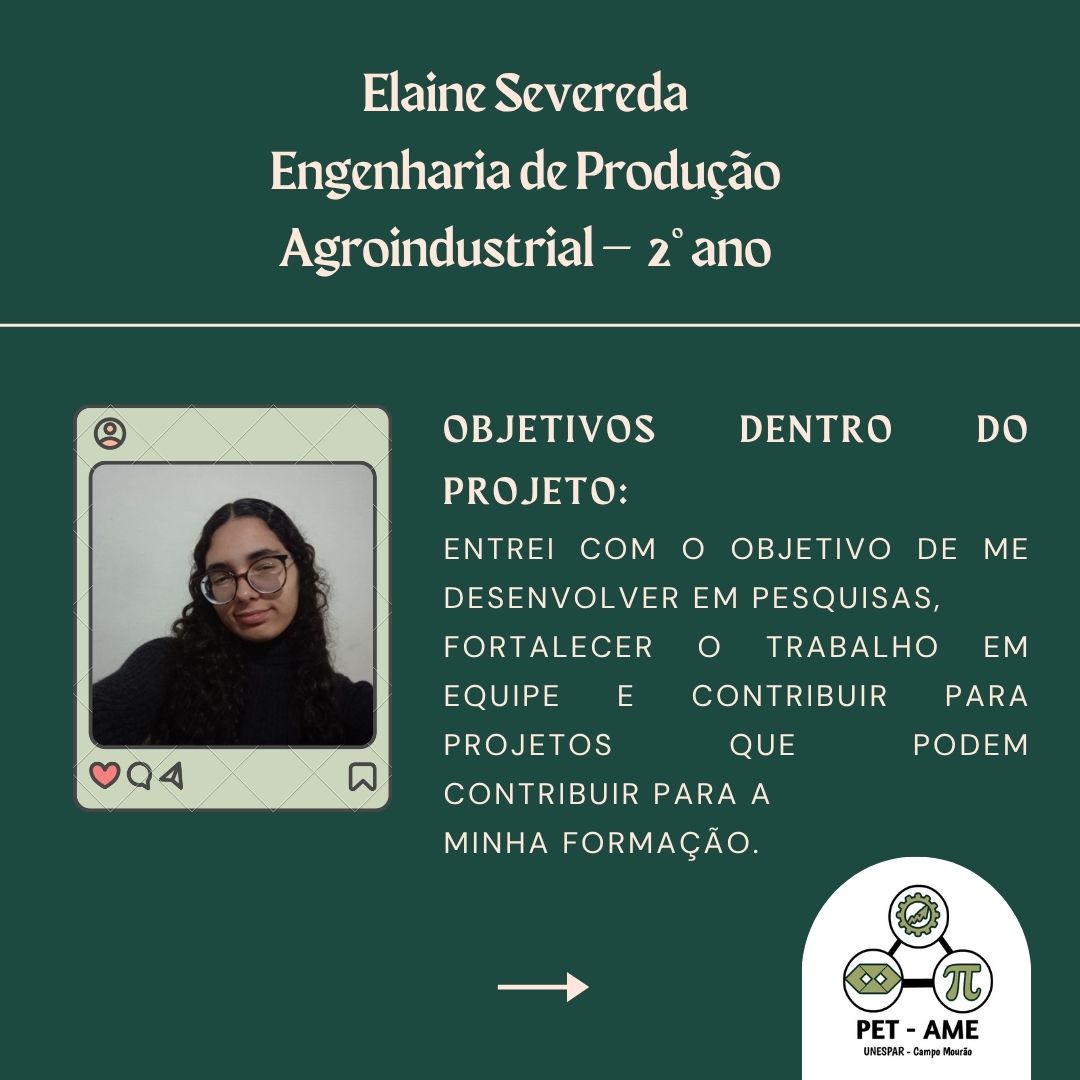 Elaine Severeda
Engenharia de Produção
Agroindustrial – 2° ano
OBJETIVOS DENTRO DO
PROJETO:
ENTREI COM O OBJETIVO DE ME
DESENVOLVER EM PESQUISAS,
FORTALECER O TRABALHO EM
EQUIPE E CONTRIBUIR PARA
PROJETOS QUE PODEM
CONTRIBUIR PARA A
MINHA FORMAÇÃO.
π
PET - AME
UNESPAR - Campo Mourão